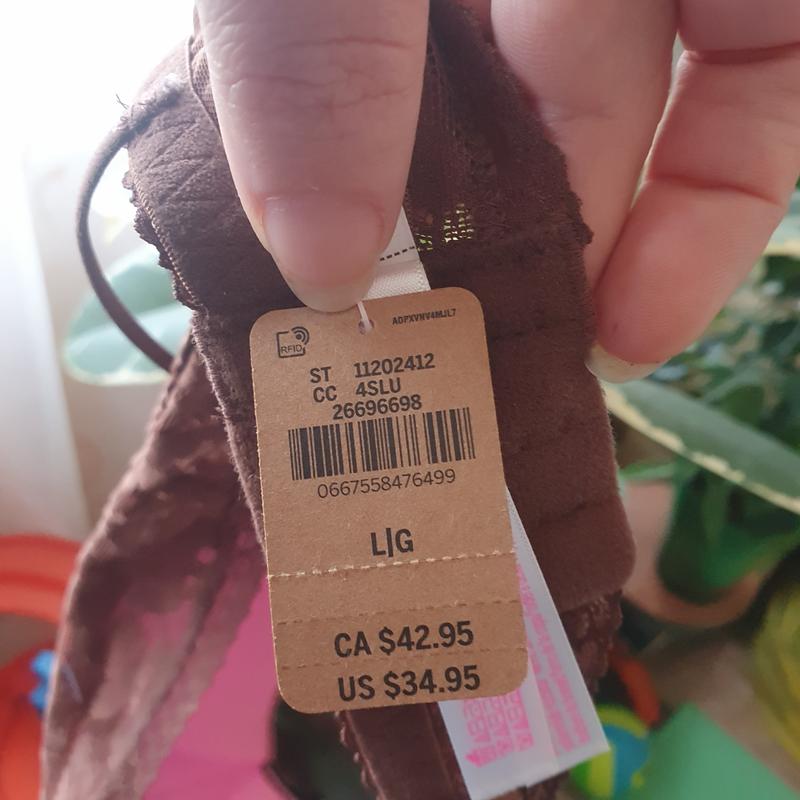 RFID
ADPXVNV4MJL7
ST 11202412
CC 4SLU
26696698
0667558476499
L|G
CA $42.95
US $34.95